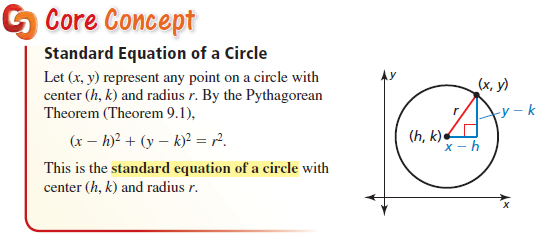 Core Concept
Standard Equation of a Circle
Let (x, y) represent any point on a circle with
center (h, k) and radius r. By the Pythagorean
Theorem (Theorem 9.1),
(x − h)² + (y − k)² = r².
This is the standard equation of a circle with
center (h, k) and radius r.
y
(x, y)
r
y − k
(h, k)
x − h
x